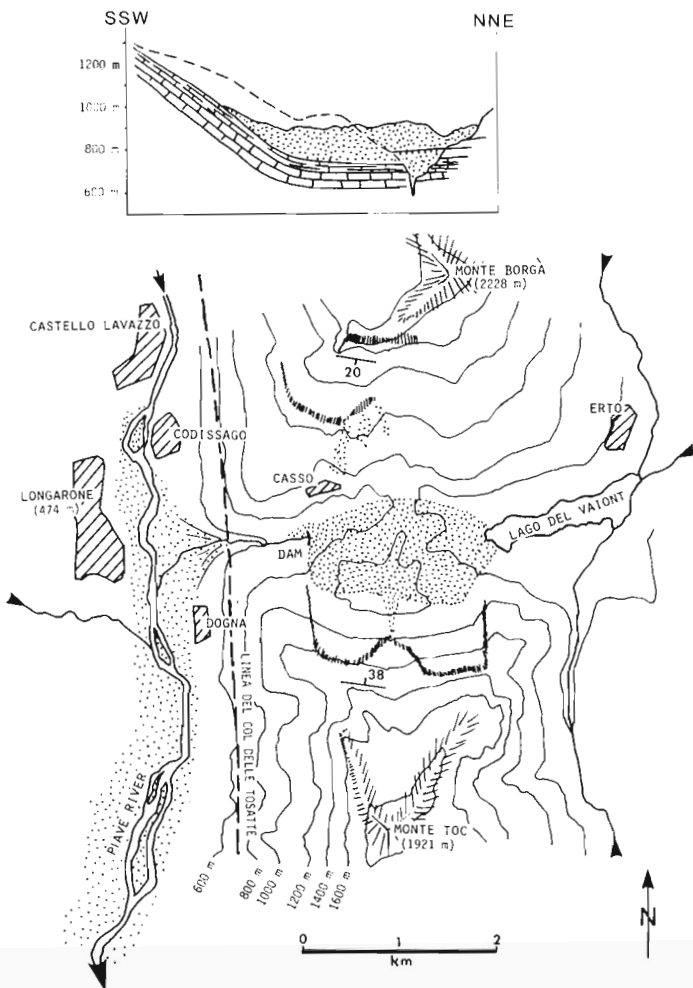 SSW
NNE
1200 m
1000 m
800 m
600 m
MONTE BORGÀ
(2228 m)
CASTELLO LAVAZZO
20
ERTO
CODISSAGO
CASSO
LONGARONE
(474 m)
LAGO DEL VAIONT
DAM
DOGNA
38
LINEA DEL COL DELLE TOSATTE
PIAVE RIVER
MONTE TOC
(1921 m)
600 m
800 m
1000 m
1200 m
1400 m
1600 m
N
0 1 2
km